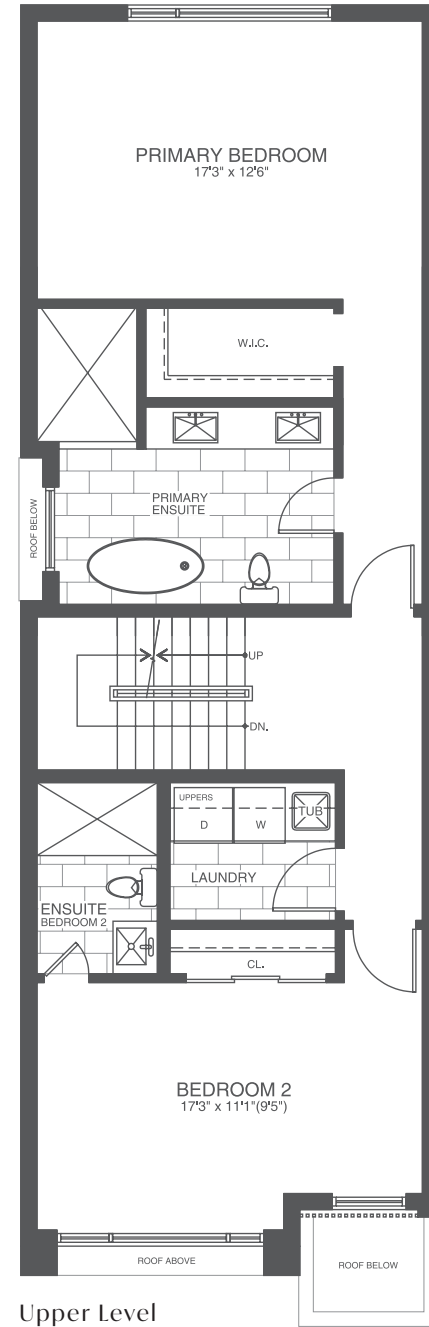 PRIMARY BEDROOM
17'3" x 12'6"
W.I.C.
ROOF BELOW
PRIMARY
ENSUITE
UP
DN.
UPPERS
D
W
TUB
LAUNDRY
ENSUITE
BEDROOM 2
CL.
BEDROOM 2
17'3" x 11'1"(9'5")
ROOF ABOVE
ROOF BELOW
Upper Level